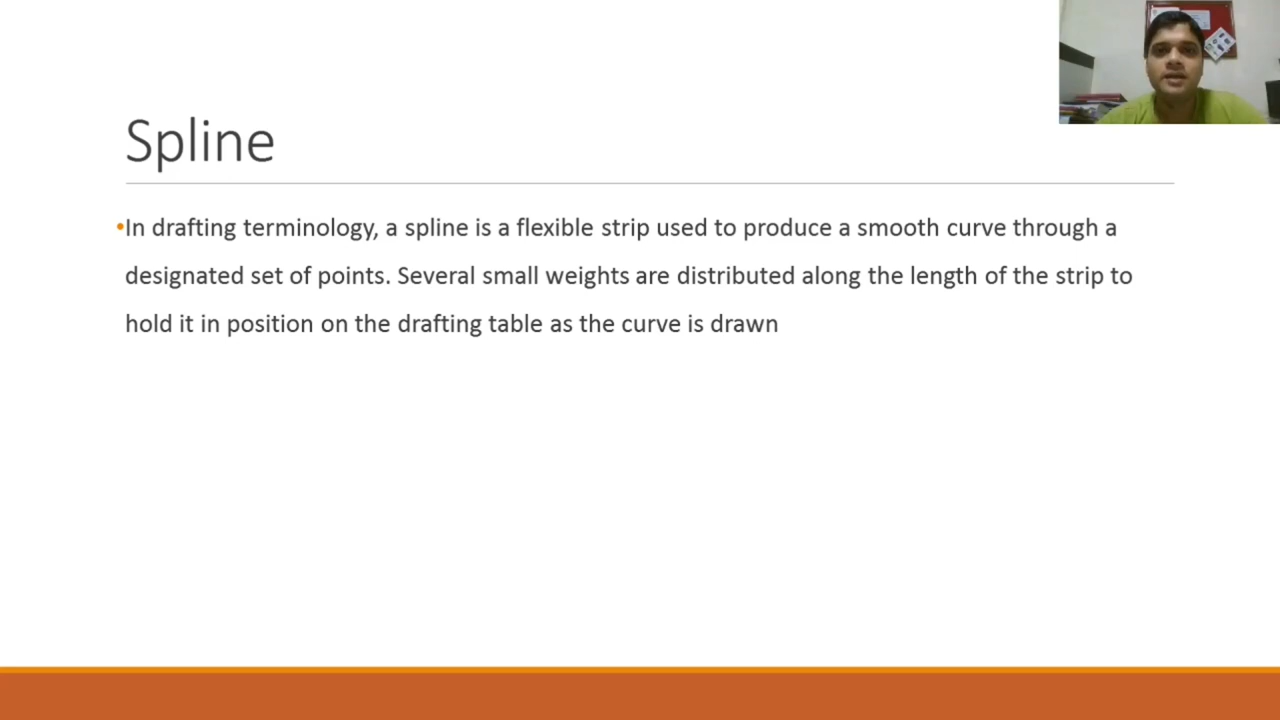 Spline
•In drafting terminology, a spline is a flexible strip used to produce a smooth curve through a
designated set of points. Several small weights are distributed along the length of the strip to
hold it in position on the drafting table as the curve is drawn